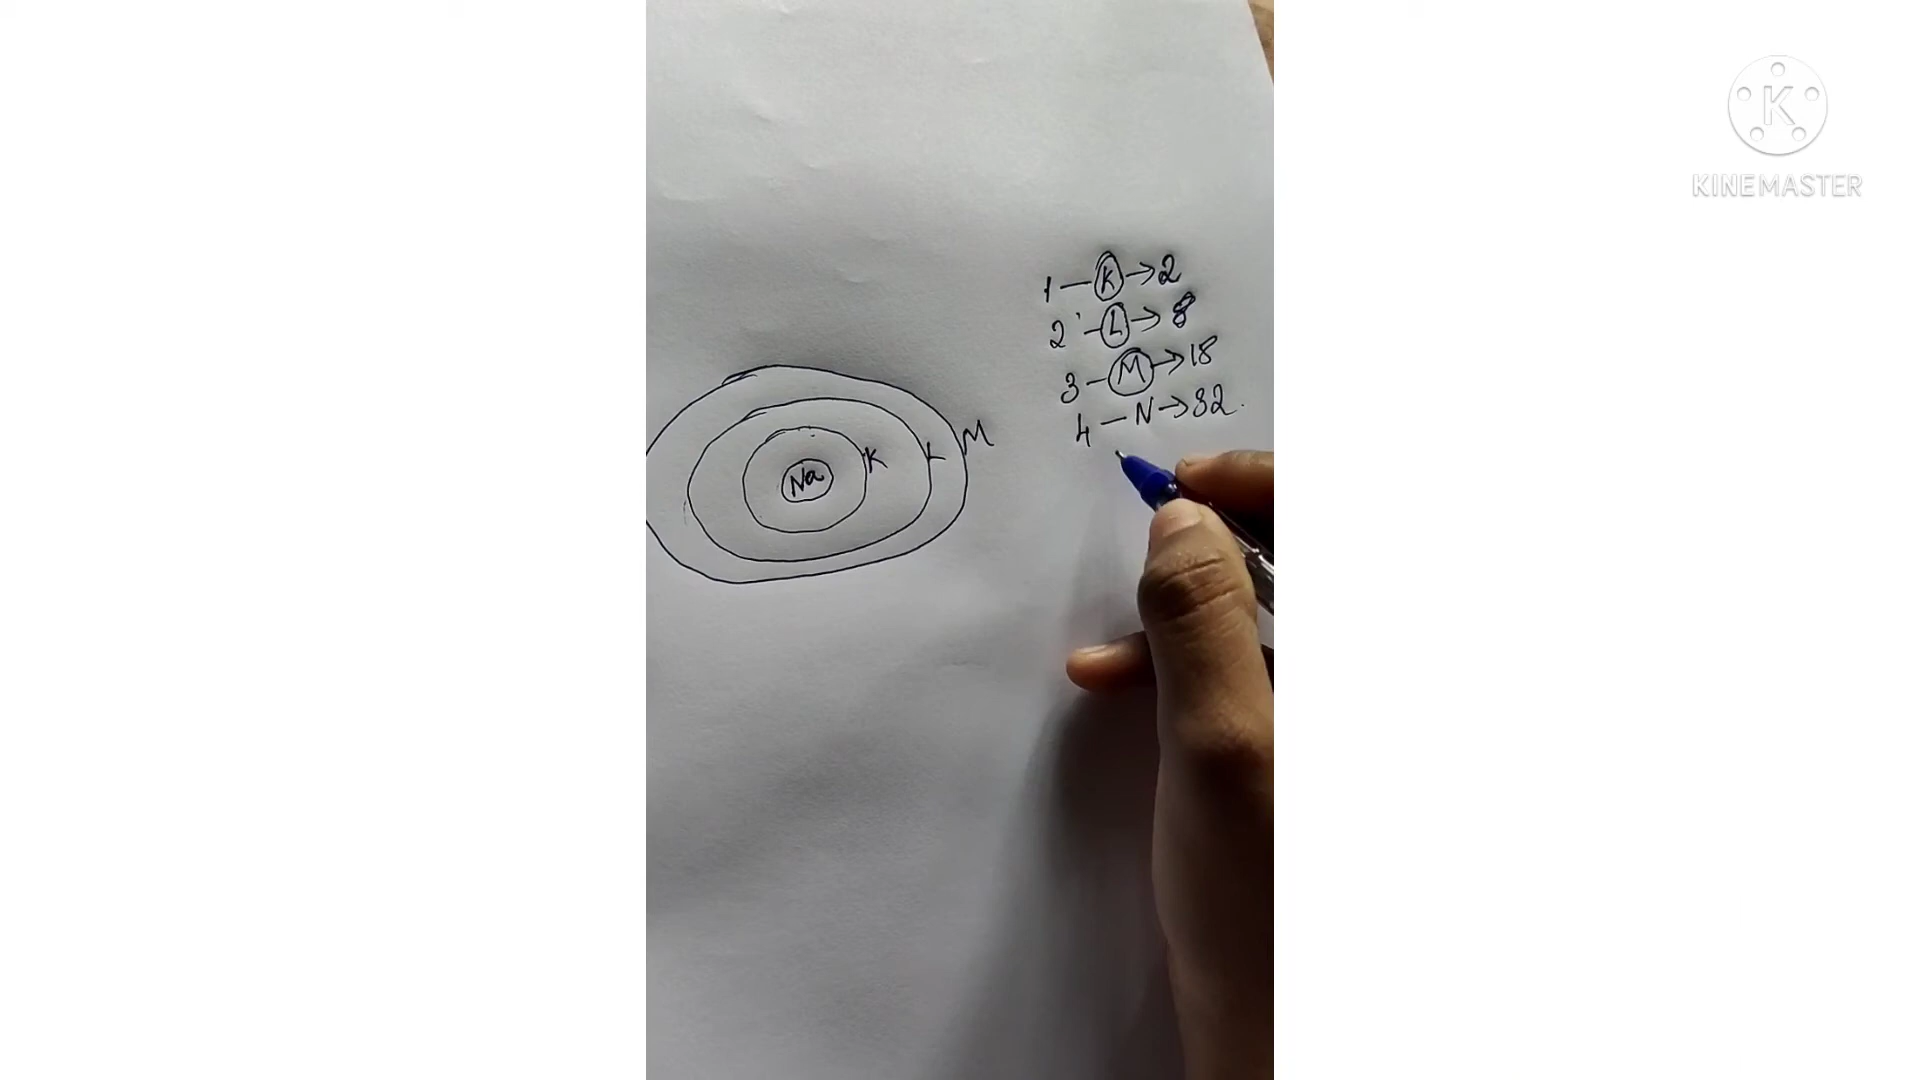 1 — K → 2
2 — L → 8
3 — M → 18
4 — N → 32.
Na K L M
KINEMASTER